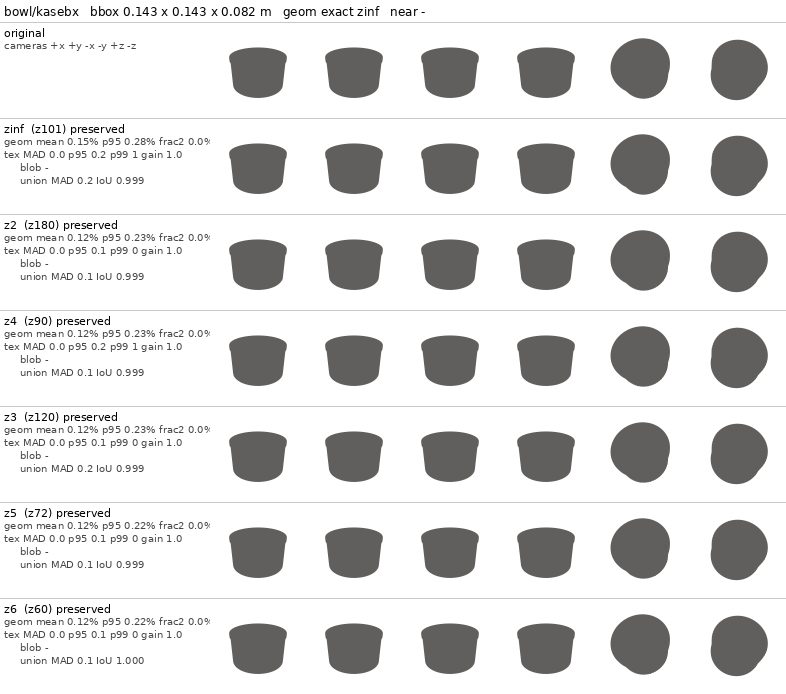 bowl/kasebx bbox 0.143 x 0.143 x 0.082 m geom exact zinf near -
original
cameras +x +y -x -y +z -z
zinf (z101) preserved
geom mean 0.15% p95 0.28% frac2 0.0%
tex MAD 0.0 p95 0.2 p99 1 gain 1.0
blob -
union MAD 0.2 IoU 0.999
z2 (z180) preserved
geom mean 0.12% p95 0.23% frac2 0.0%
tex MAD 0.0 p95 0.1 p99 0 gain 1.0
blob -
union MAD 0.1 IoU 0.999
z4 (z90) preserved
geom mean 0.12% p95 0.23% frac2 0.0%
tex MAD 0.0 p95 0.2 p99 1 gain 1.0
blob -
union MAD 0.1 IoU 0.999
z3 (z120) preserved
geom mean 0.12% p95 0.23% frac2 0.0%
tex MAD 0.0 p95 0.1 p99 0 gain 1.0
blob -
union MAD 0.2 IoU 0.999
z5 (z72) preserved
geom mean 0.12% p95 0.22% frac2 0.0%
tex MAD 0.0 p95 0.1 p99 0 gain 1.0
blob -
union MAD 0.1 IoU 0.999
z6 (z60) preserved
geom mean 0.12% p95 0.22% frac2 0.0%
tex MAD 0.0 p95 0.1 p99 0 gain 1.0
blob -
union MAD 0.1 IoU 1.000